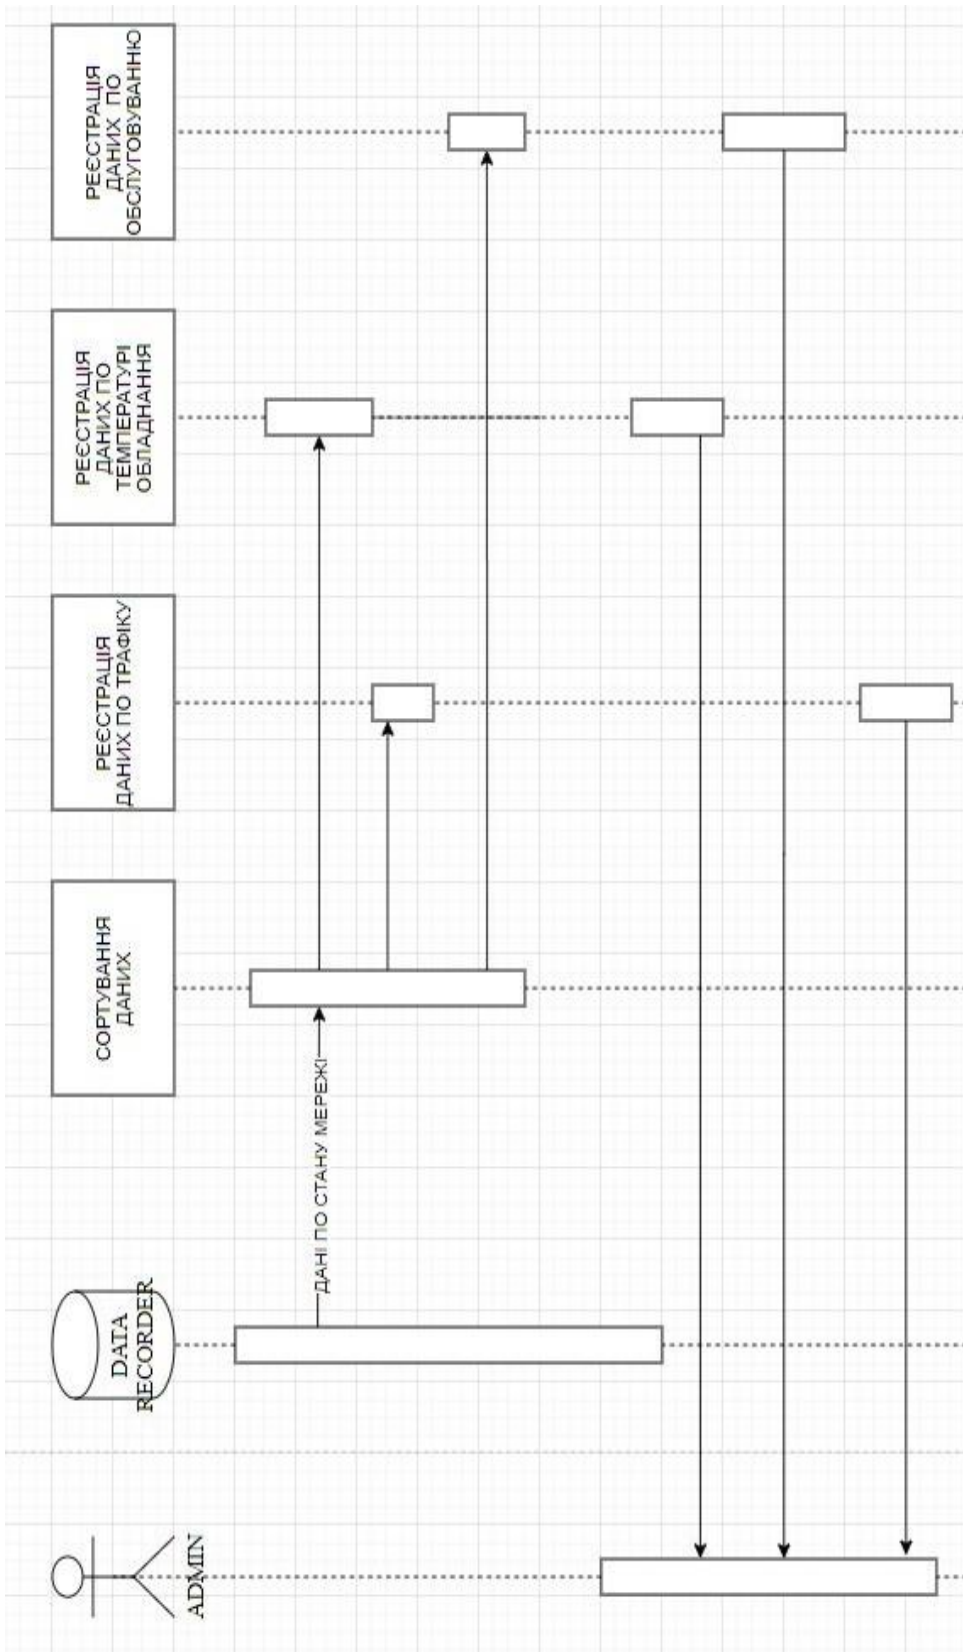 ADMIN
DATA
RECORDER
СОРТУВАННЯ
ДАНИХ
РЕЄСТРАЦІЯ
ДАНИХ ПО ТРАФІКУ
РЕЄСТРАЦІЯ
ДАНИХ ПО
ТЕМПЕРАТУРІ
ОБЛАДНАННЯ
РЕЄСТРАЦІЯ
ДАНИХ ПО
ОБСЛУГОВУВАННЮ
ДАНІ ПО СТАНУ МЕРЕЖІ